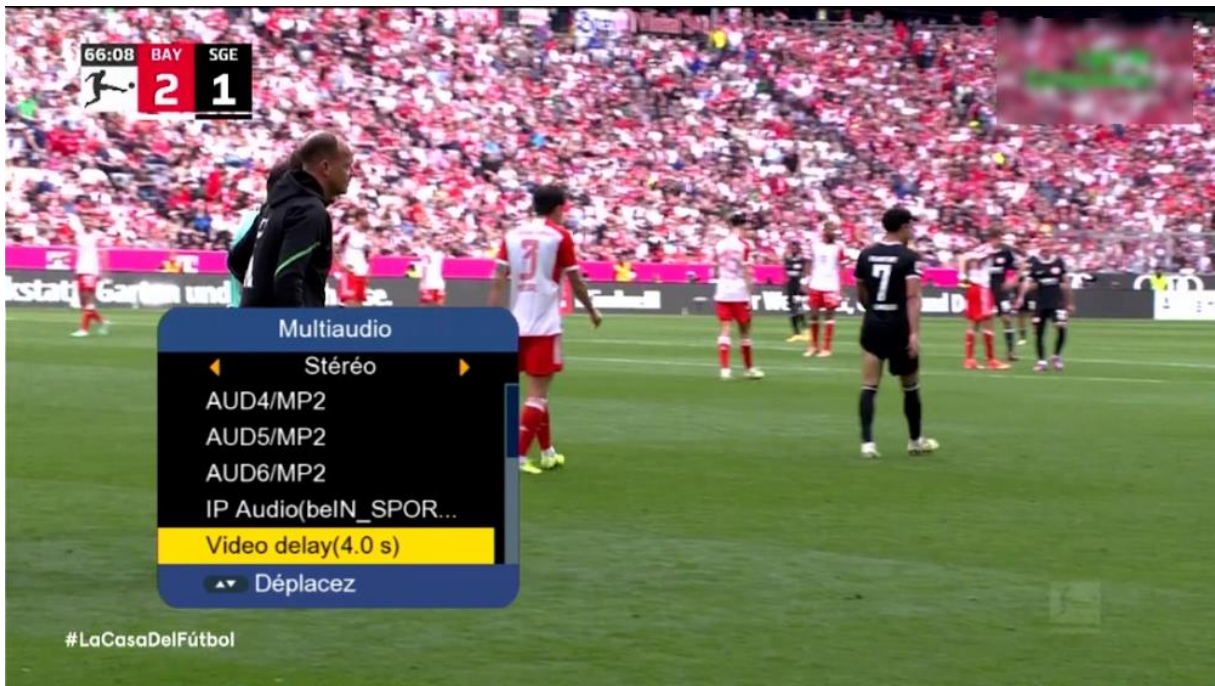 66:08 BAY SGE
2 1
3
7
Multiaudio
Stéréo
AUD4/MP2
AUD5/MP2
AUD6/MP2
IP Audio(beIN_SPOR...
Video delay(4.0 s)
Déplacez
#LaCasaDelFútbol